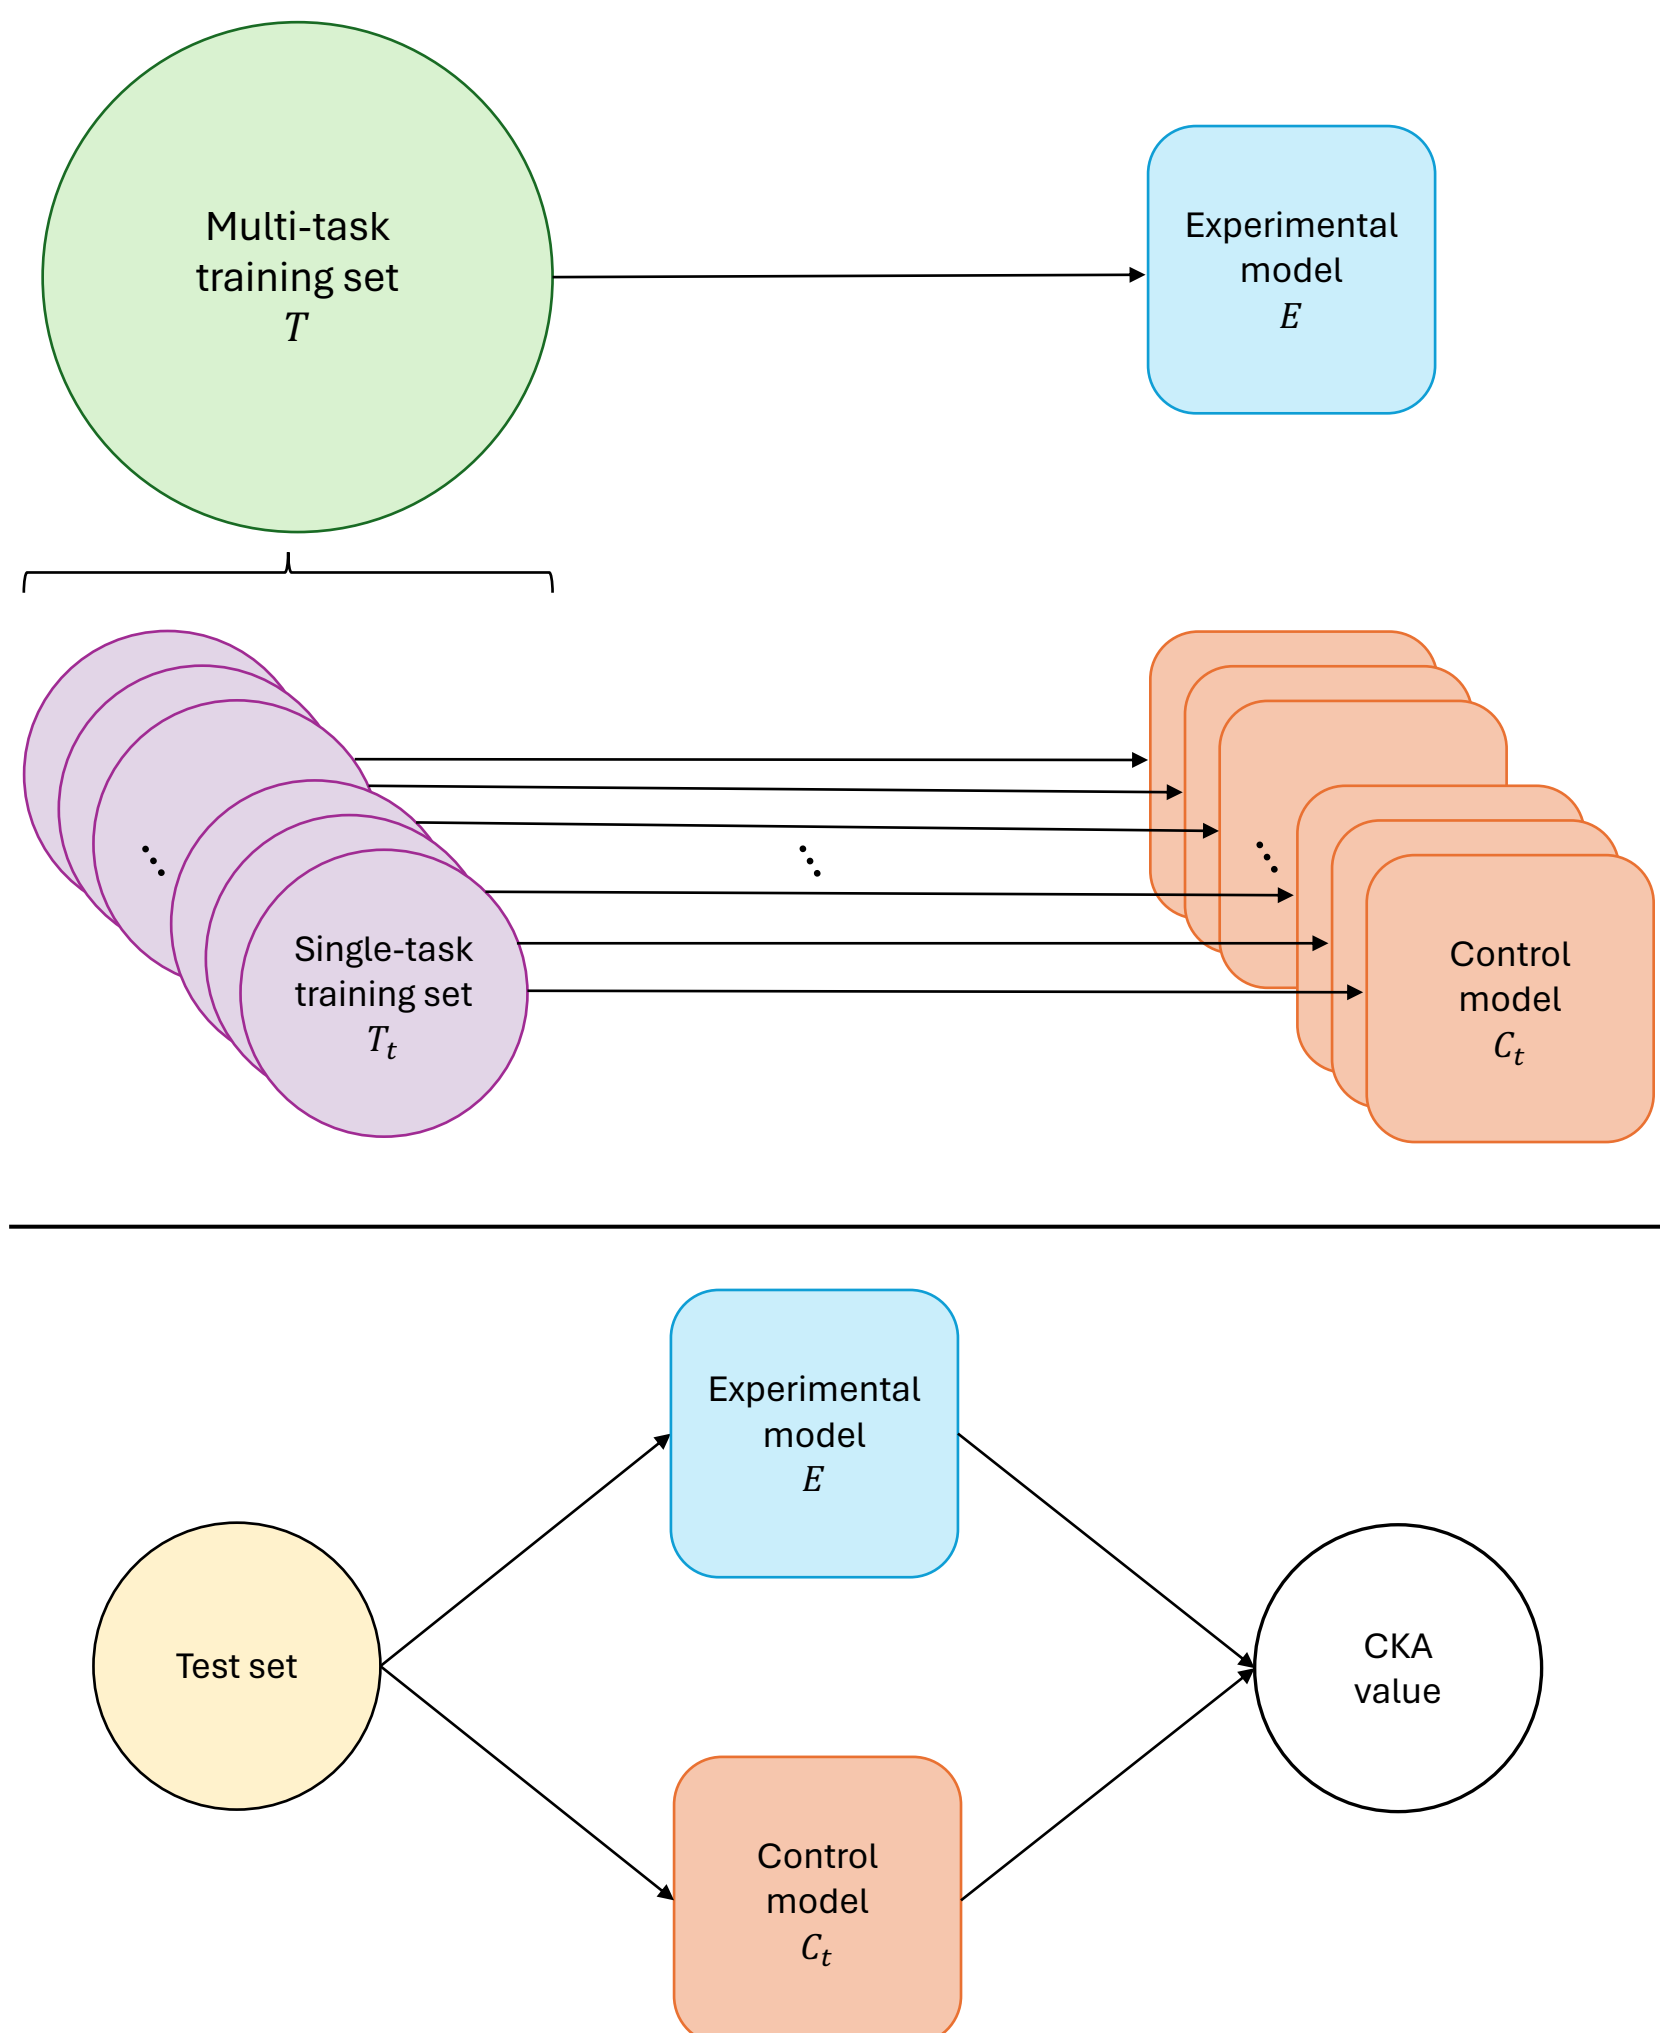 Multi-task
training set
T
Experimental
model
E
Single-task
training set
T_t
Control
model
C_t
Experimental
model
E
Test set
CKA
value
Control
model
C_t